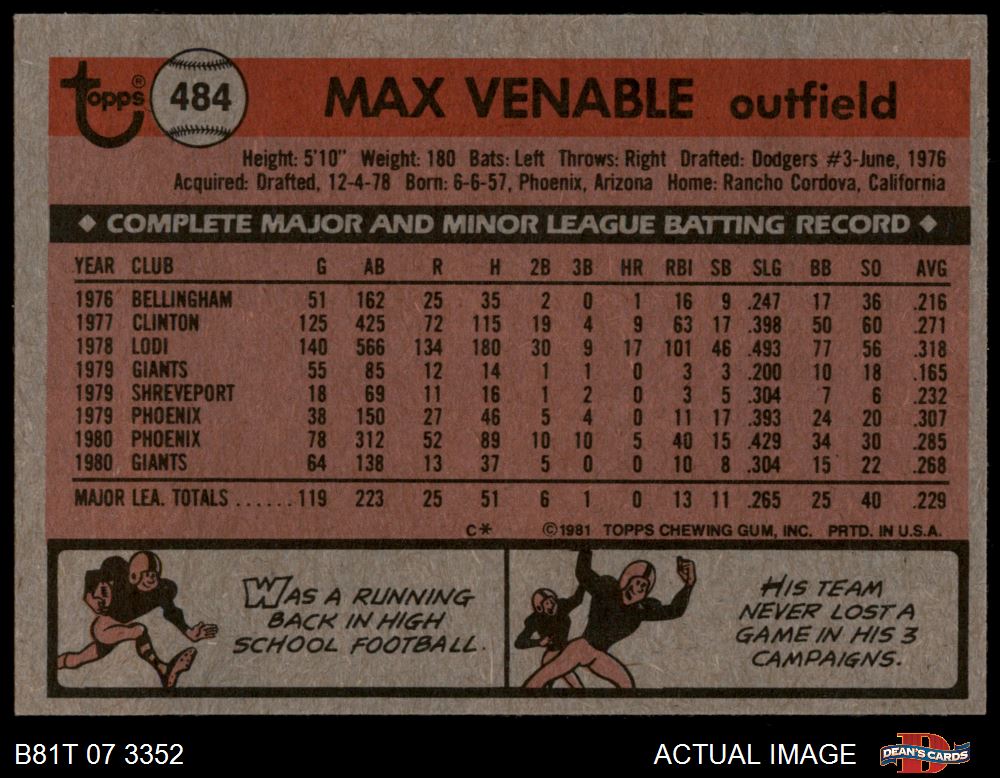 Topps® 484 MAX VENABLE outfield
Height: 5'10" Weight: 180 Bats: Left Throws: Right Drafted: Dodgers #3-June, 1976
Acquired: Drafted, 12-4-78 Born: 6-6-57, Phoenix, Arizona Home: Rancho Cordova, California
◆ COMPLETE MAJOR AND MINOR LEAGUE BATTING RECORD ◆
YEAR CLUB G AB R H 2B 3B HR RBI SB SLG BB SO AVG
1976 BELLINGHAM 51 162 25 35 2 0 1 16 9 .247 17 36 .216
1977 CLINTON 125 425 72 115 19 4 9 63 17 .398 50 60 .271
1978 LODI 140 566 134 180 30 9 17 101 46 .493 77 56 .318
1979 GIANTS 55 85 12 14 1 1 0 3 3 .200 10 18 .165
1979 SHREVEPORT 18 69 11 16 1 2 0 3 5 .304 7 6 .232
1979 PHOENIX 38 150 27 46 5 4 0 11 17 .393 24 20 .307
1980 PHOENIX 78 312 52 89 10 10 5 40 15 .429 34 30 .285
1980 GIANTS 64 138 13 37 5 0 0 10 8 .304 15 22 .268
MAJOR LEA. TOTALS ...... 119 223 25 51 6 1 0 13 11 .265 25 40 .229
C* ©1981 TOPPS CHEWING GUM, INC. PRTD. IN U.S.A.
WAS A RUNNING
BACK IN HIGH
SCHOOL FOOTBALL.
HIS TEAM
NEVER LOST A
GAME IN HIS 3
CAMPAIGNS.
B81T 07 3352 ACTUAL IMAGE DEAN'S CARDS